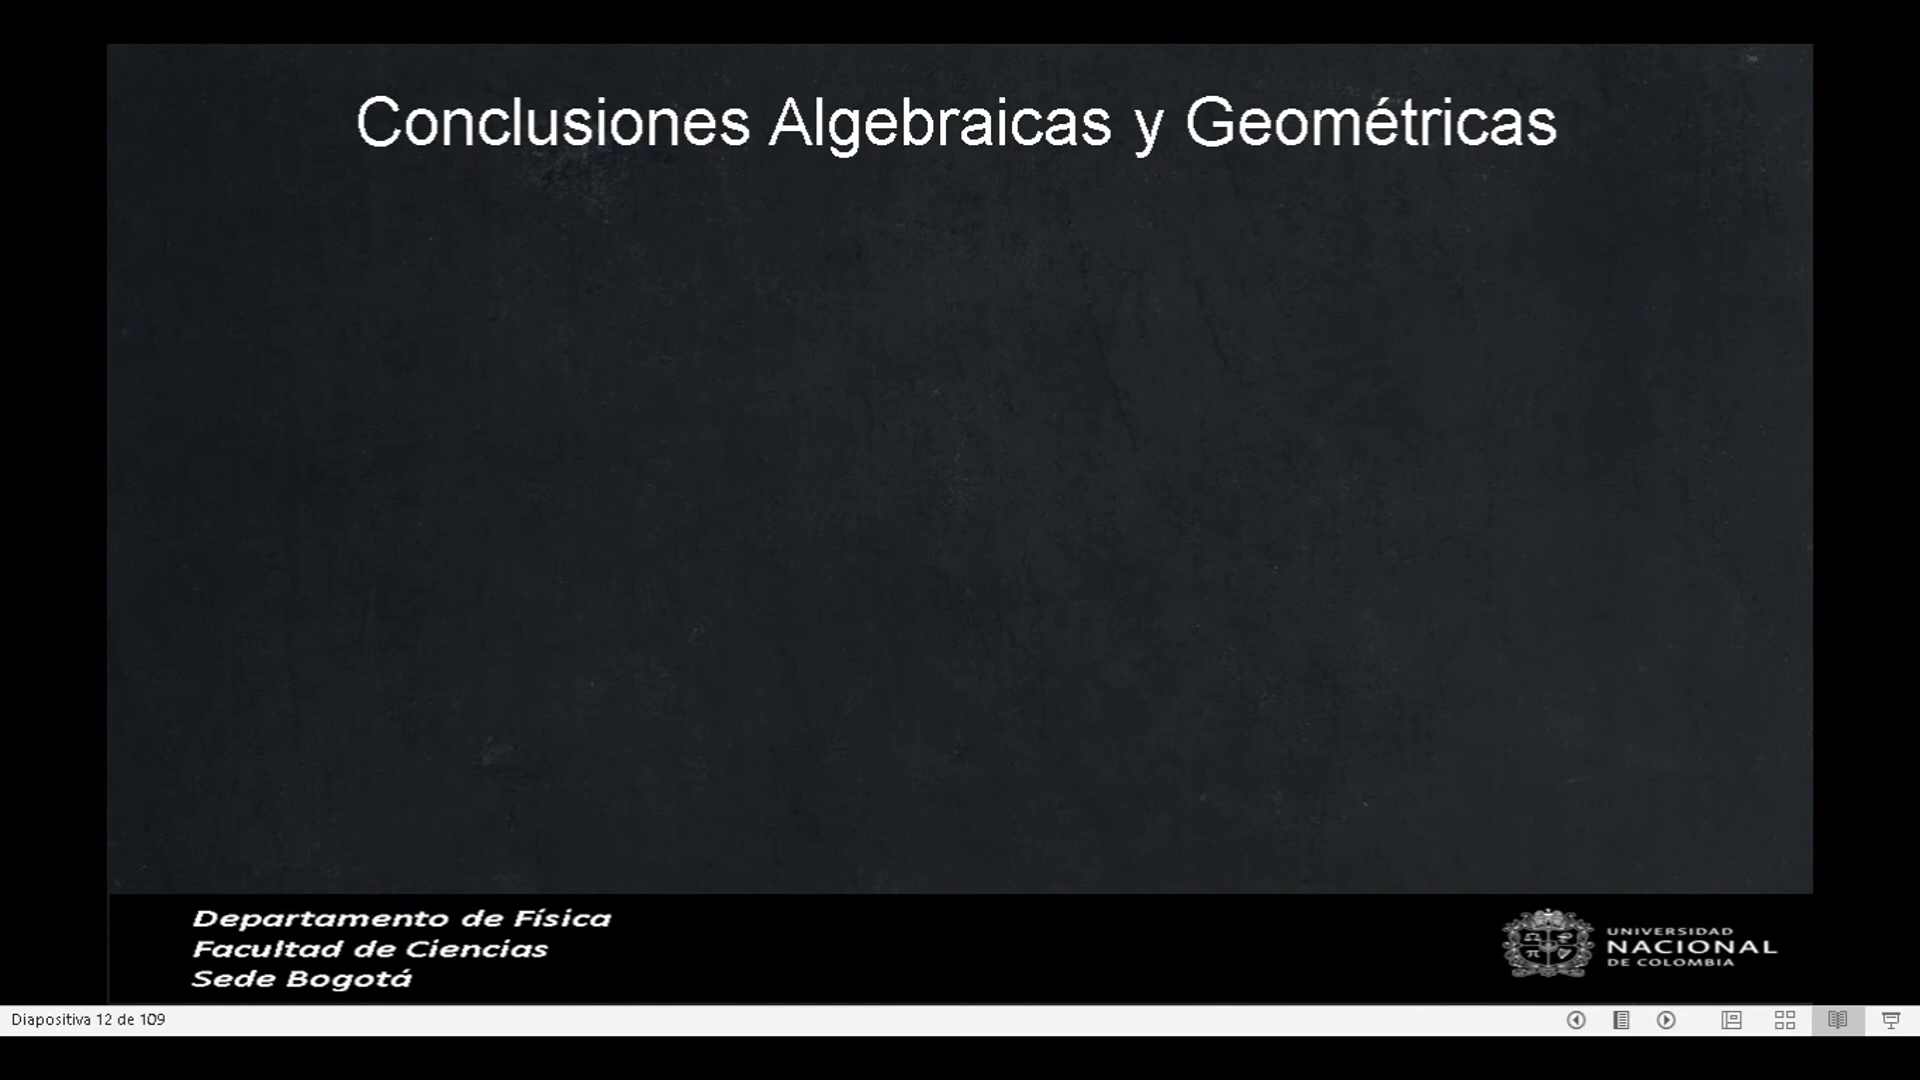 Conclusiones Algebraicas y Geométricas
Departamento de Física
Facultad de Ciencias
Sede Bogotá
UNIVERSIDAD
NACIONAL
DE COLOMBIA
Diapositiva 12 de 109